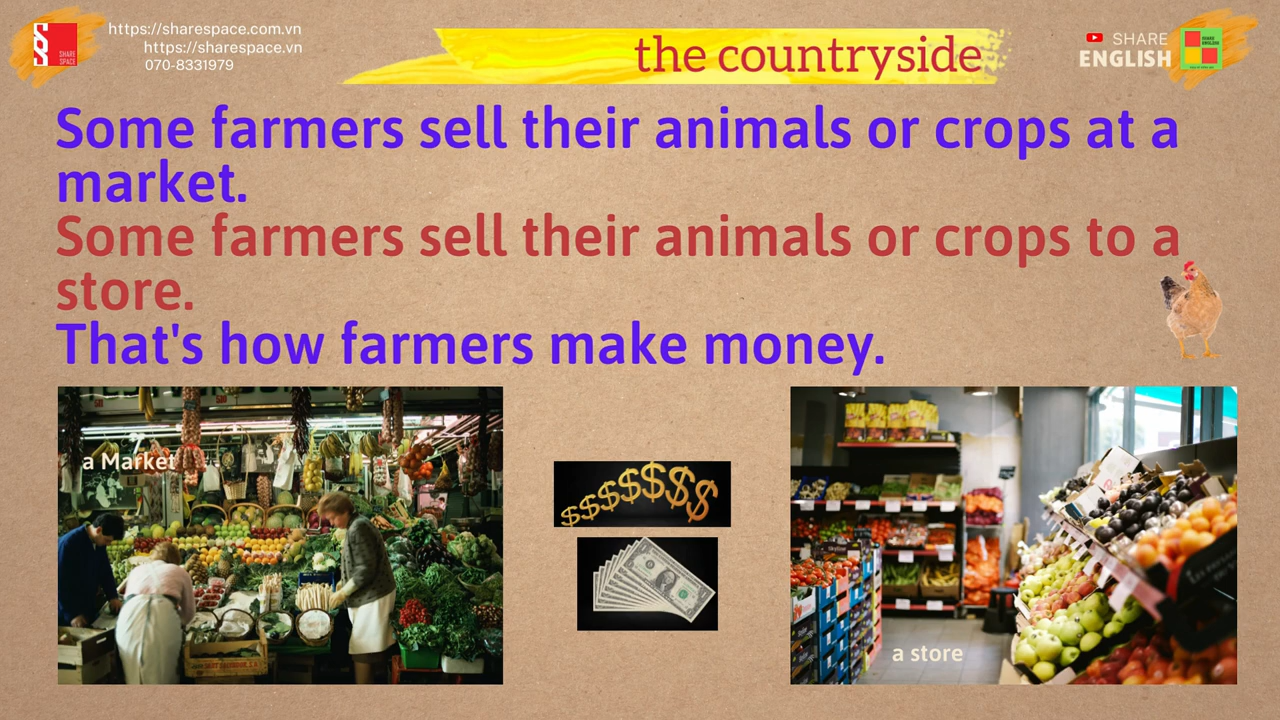 https://sharespace.com.vn
https://sharespace.vn
070-8331979
SHARE
SPACE
the countryside
SHARE
ENGLISH
Some farmers sell their animals or crops at a
market.
Some farmers sell their animals or crops to a
store.
That's how farmers make money.
a Market
$$$$$$$
a store